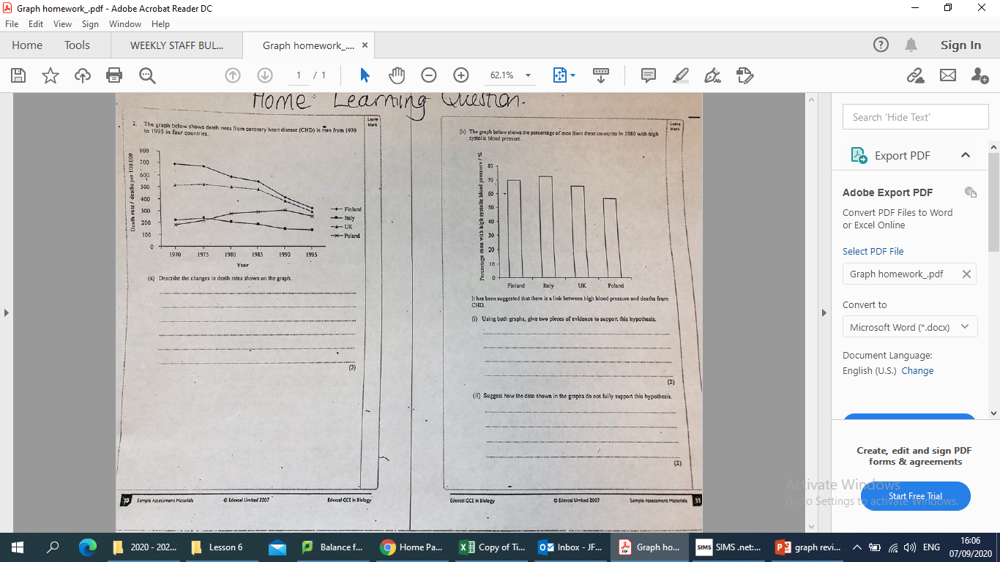 Graph homework_.pdf - Adobe Acrobat Reader DC
File Edit View Sign Window Help
Home Tools WEEKLY STAFF BUL... Graph homework_.... ×
Sign In
1 / 1 62.1%
Home Learning Question.
Leave
blank
2. The graph below shows death rates from coronary heart disease (CHD) in men from 1970
to 1995 in four countries.
Death rate / deaths per 100 000
800
700
600
500
400
300
200
100
0
1970 1975 1980 1985 1990 1995
Year
Finland
Italy
UK
Poland
(a) Describe the changes in death rates shown on the graph.
(3)
20 Sample Assessment Materials © Edexcel Limited 2007 Edexcel GCE in Biology
Leave
blank
(b) The graph below shows the percentage of men from these countries in 1980 with high
systolic blood pressure.
Percentage men with high systolic blood pressure / %
80
70
60
50
40
30
20
10
0
Finland Italy UK Poland
It has been suggested that there is a link between high blood pressure and deaths from
CHD.
(i) Using both graphs, give two pieces of evidence to support this hypothesis.
(2)
(ii) Suggest how the data shown in the graphs do not fully support this hypothesis.
(2)
Edexcel GCE in Biology © Edexcel Limited 2007 Sample Assessment Materials 11
Search 'Hide Text'
Export PDF
Adobe Export PDF
Convert PDF Files to Word
or Excel Online
Select PDF File
Graph homework_.pdf
Convert to
Microsoft Word (*.docx)
Document Language:
English (U.S.) Change
Create, edit and sign PDF
forms & agreements
Start Free Trial
Activate Windows
Go to Settings to activate Windows.
2020 - 202... Lesson 6 Balance f... Home Pa... Copy of Ti... Inbox - JF... Graph ho... SIMS SIMS .net:... graph revi... ENG
16:06
07/09/2020